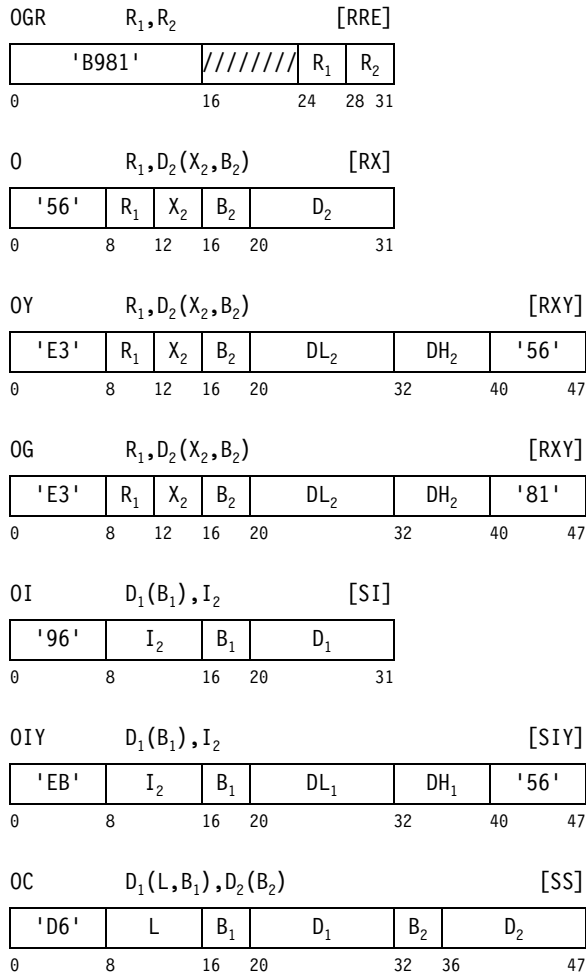 OGR R₁,R₂ [RRE]
'B981' //////// R₁ R₂
0 16 24 28 31
O R₁,D₂(X₂,B₂) [RX]
'56' R₁ X₂ B₂ D₂
0 8 12 16 20 31
OY R₁,D₂(X₂,B₂) [RXY]
'E3' R₁ X₂ B₂ DL₂ DH₂ '56'
0 8 12 16 20 32 40 47
OG R₁,D₂(X₂,B₂) [RXY]
'E3' R₁ X₂ B₂ DL₂ DH₂ '81'
0 8 12 16 20 32 40 47
OI D₁(B₁),I₂ [SI]
'96' I₂ B₁ D₁
0 8 16 20 31
OIY D₁(B₁),I₂ [SIY]
'EB' I₂ B₁ DL₁ DH₁ '56'
0 8 16 20 32 40 47
OC D₁(L,B₁),D₂(B₂) [SS]
'D6' L B₁ D₁ B₂ D₂
0 8 16 20 32 36 47